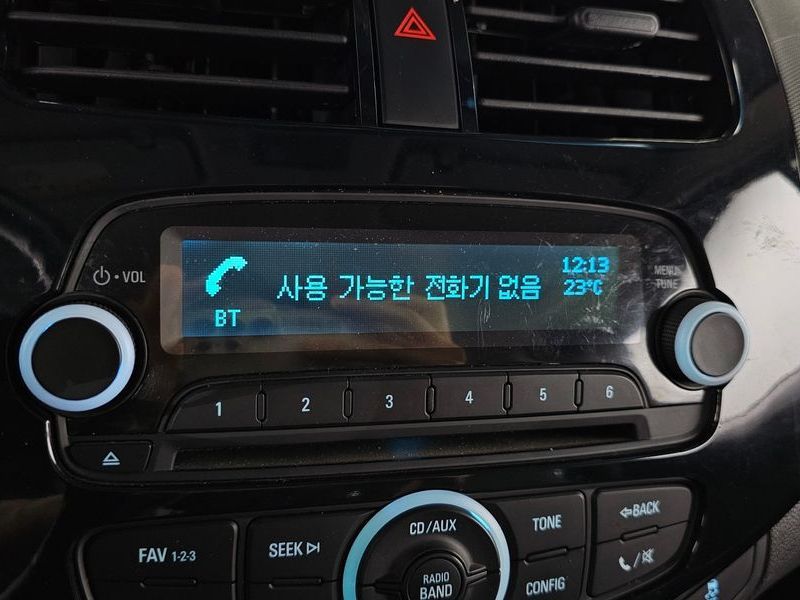 VOL
사용 가능한 전화기 없음
12:13
23°C
BT
MENU
TUNE
1 2 3 4 5 6
FAV 1-2-3
SEEK
CD/AUX
RADIO
BAND
TONE
CONFIG
BACK